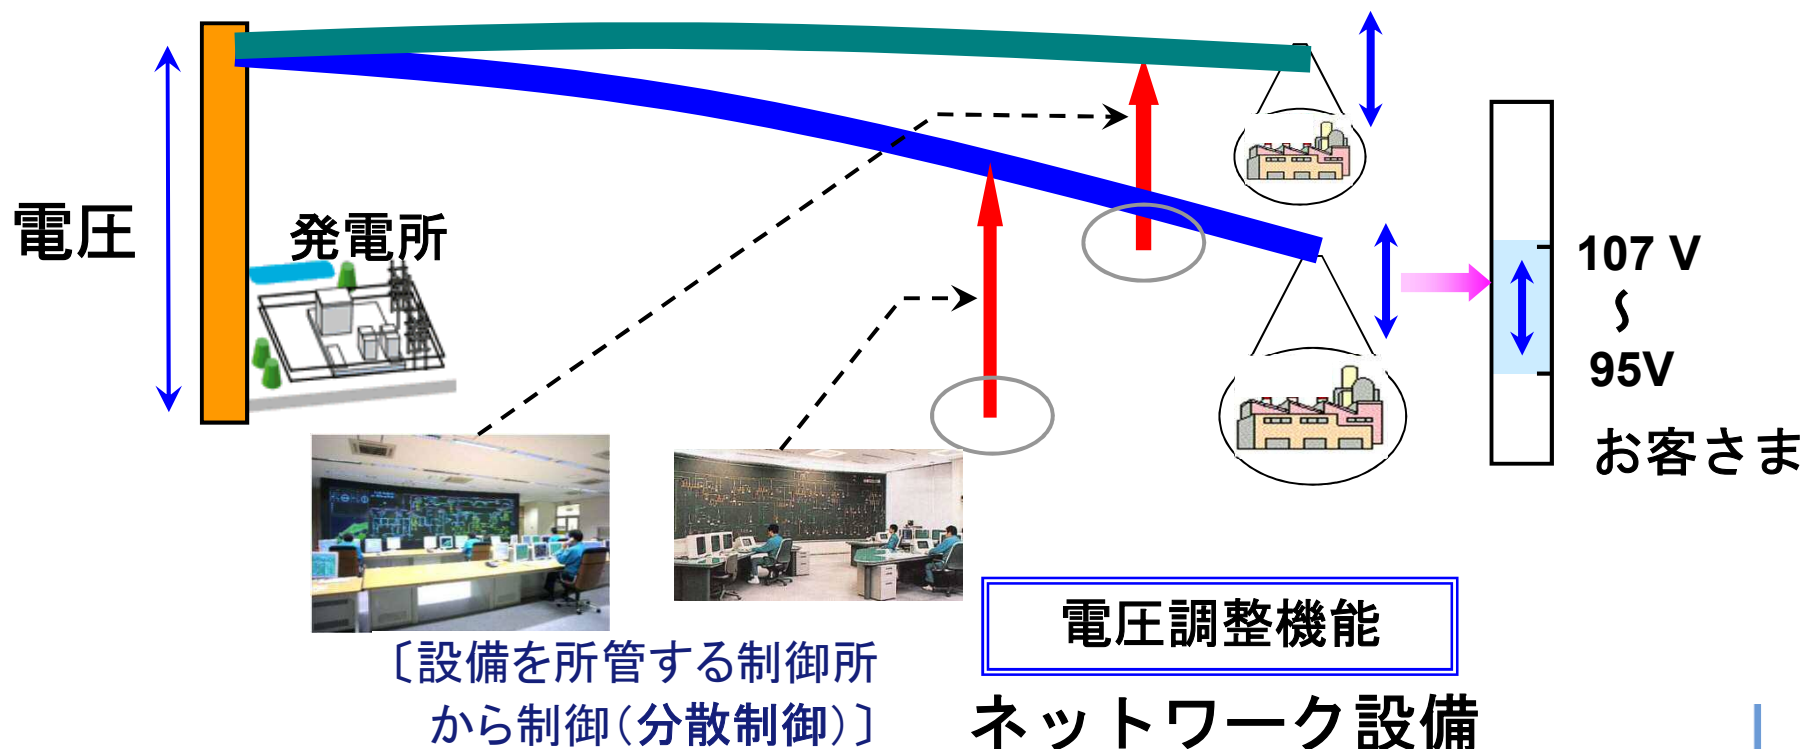 電圧
発電所
107 V
〜
95V
お客さま
電圧調整機能
〔設備を所管する制御所
から制御（分散制御）〕
ネットワーク設備